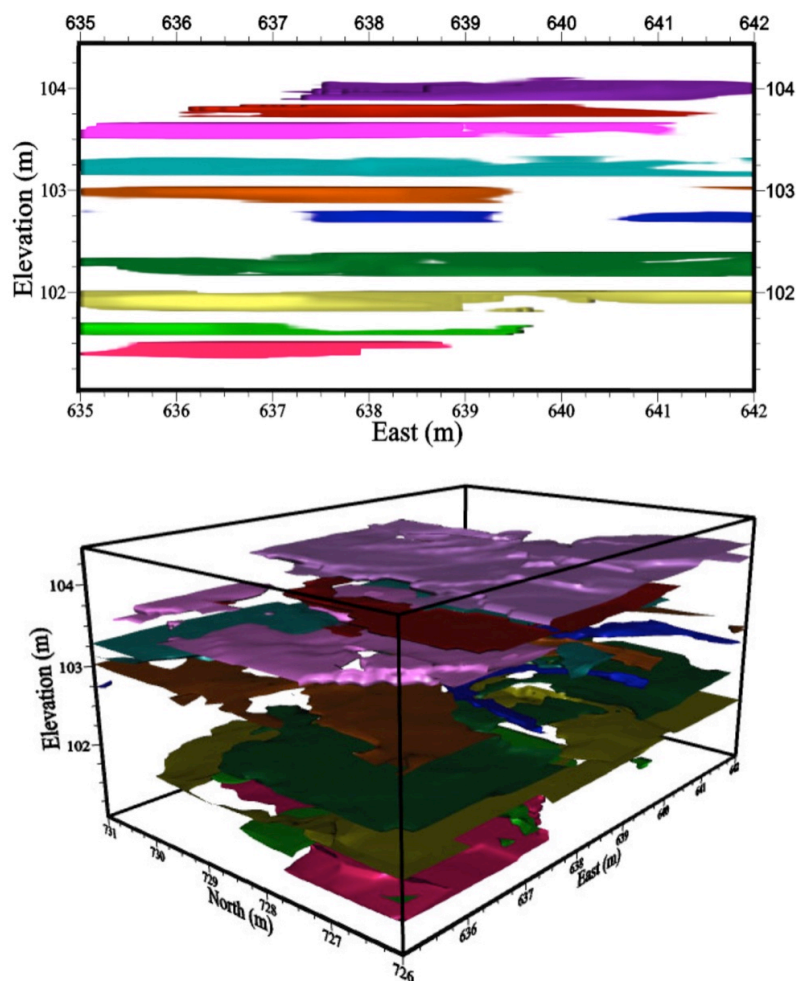 635 636 637 638 639 640 641 642
104 104
103 103
102 102
Elevation (m)
635 636 637 638 639 640 641 642
East (m)
104
103
102
Elevation (m)
731 730 729 728 727 726
North (m)
636 637 638 639 640 641 642
East (m)